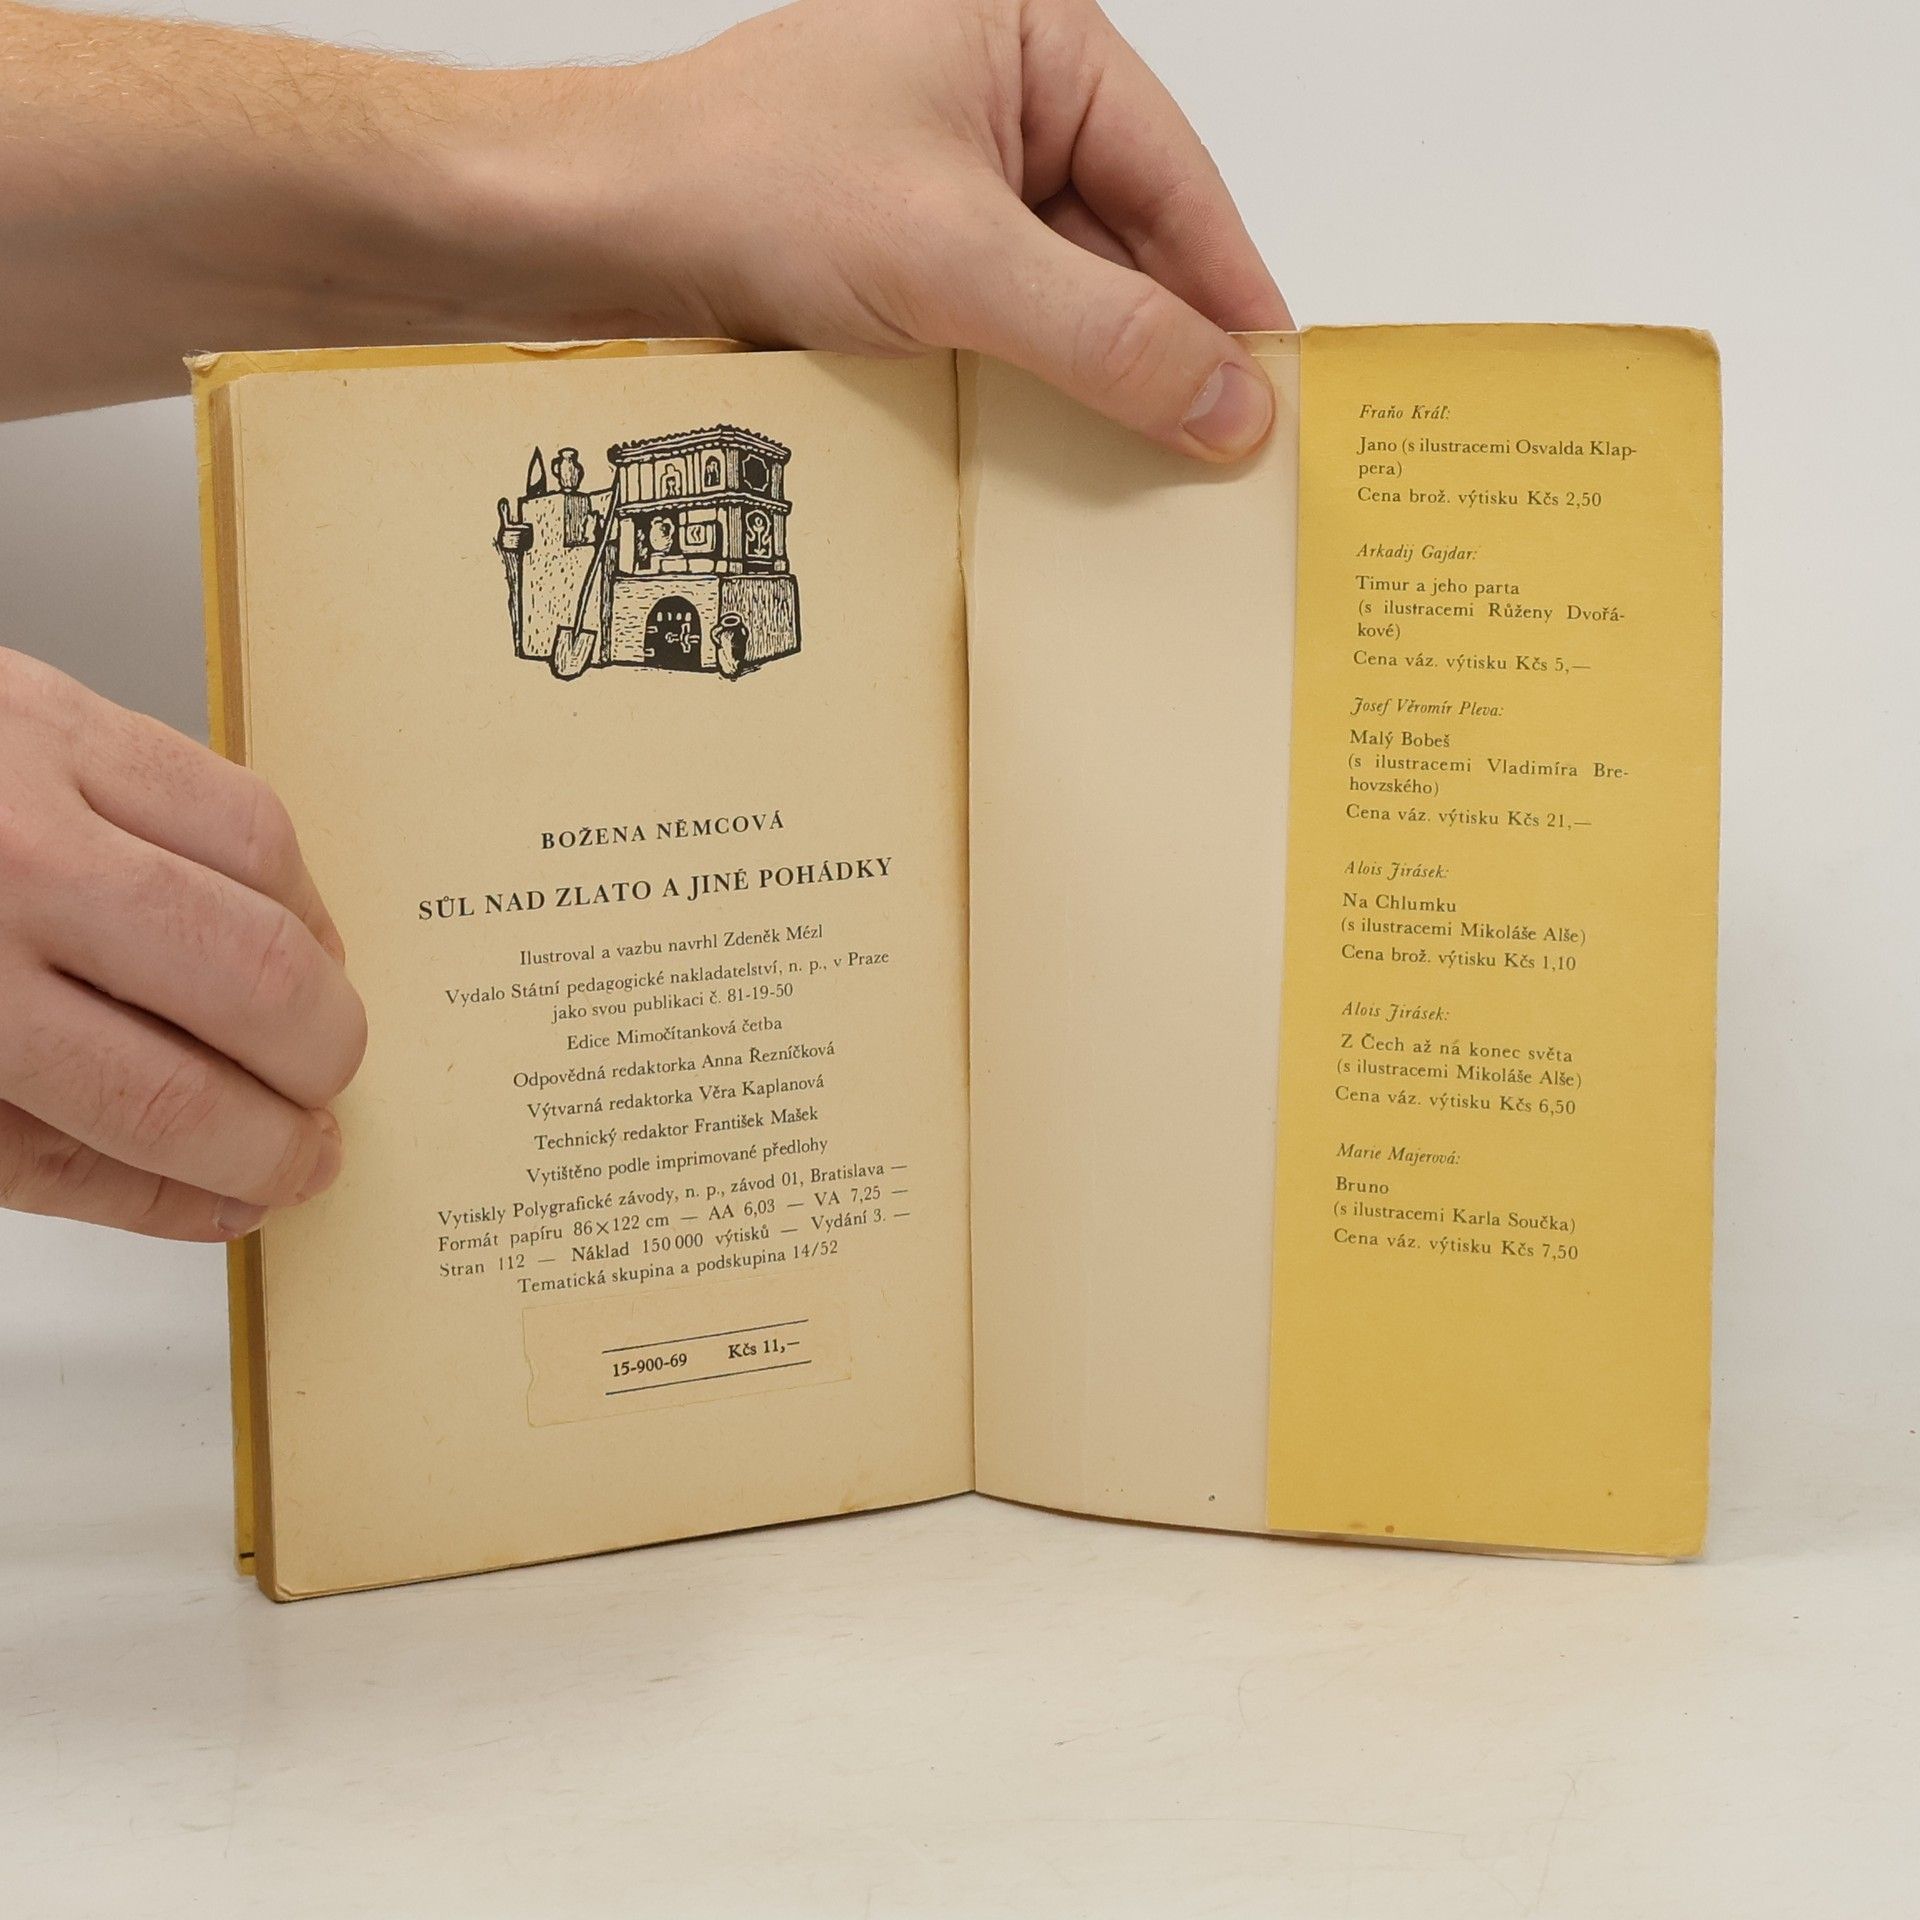 BOŽENA NĚMCOVÁ
SŮL NAD ZLATO A JINÉ POHÁDKY
Ilustroval a vazbu navrhl Zdeněk Mézl
Vydalo Státní pedagogické nakladatelství, n. p., v Praze
jako svou publikaci č. 81-19-50
Edice Mimočítanková četba
Odpovědná redaktorka Anna Řezníčková
Výtvarná redaktorka Věra Kaplanová
Technický redaktor František Mašek
Vytištěno podle imprimované předlohy
Vytiskly Polygrafické závody, n. p., závod 01, Bratislava —
Formát papíru 86×122 cm — AA 6,03 — VA 7,25 —
Stran 112 — Náklad 150 000 výtisků — Vydání 3. —
Tematická skupina a podskupina 14/52
15-900-69 Kčs 11,—
Fraňo Kráľ:
Jano (s ilustracemi Osvalda Klap-
pera)
Cena brož. výtisku Kčs 2,50
Arkadij Gajdar:
Timur a jeho parta
(s ilustracemi Růženy Dvořá-
kové)
Cena váz. výtisku Kčs 5,—
Josef Věromír Pleva:
Malý Bobeš
(s ilustracemi Vladimíra Bre-
hovzského)
Cena váz. výtisku Kčs 21,—
Alois Jirásek:
Na Chlumku
(s ilustracemi Mikoláše Alše)
Cena brož. výtisku Kčs 1,10
Alois Jirásek:
Z Čech až ná konec světa
(s ilustracemi Mikoláše Alše)
Cena váz. výtisku Kčs 6,50
Marie Majerová:
Bruno
(s ilustracemi Karla Součka)
Cena váz. výtisku Kčs 7,50